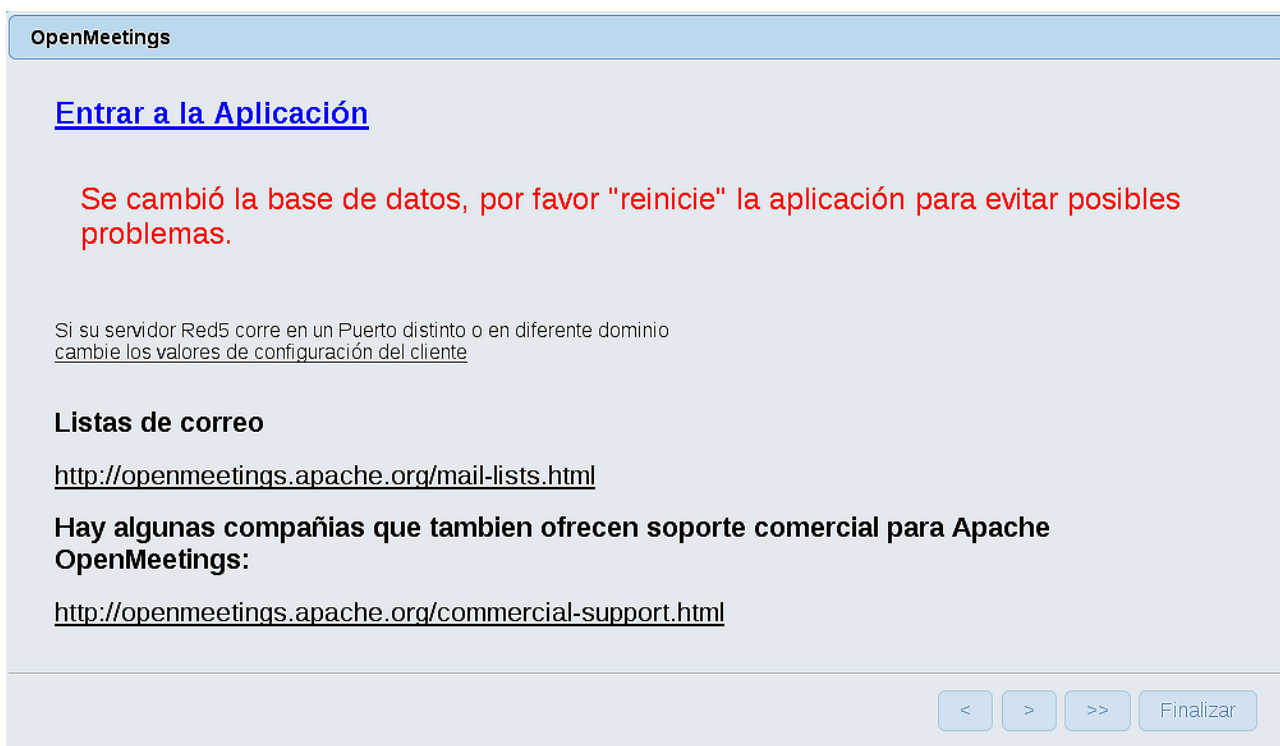 OpenMeetings
Entrar a la Aplicación
Se cambió la base de datos, por favor "reinicie" la aplicación para evitar posibles
problemas.
Si su servidor Red5 corre en un Puerto distinto o en diferente dominio
cambie los valores de configuración del cliente
Listas de correo
http://openmeetings.apache.org/mail-lists.html
Hay algunas compañias que tambien ofrecen soporte comercial para Apache
OpenMeetings:
http://openmeetings.apache.org/commercial-support.html
< > >> Finalizar